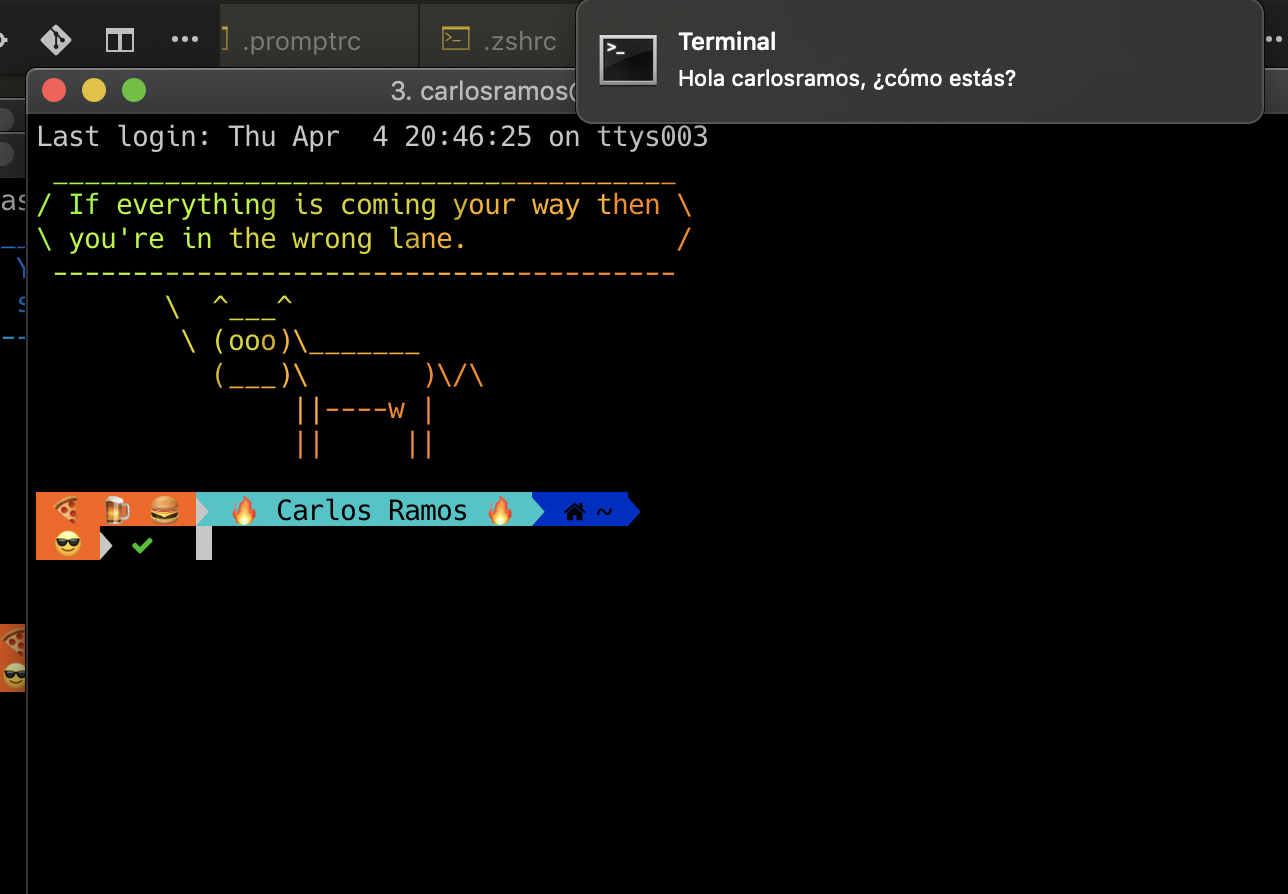 .promptrc
.zshrc
Terminal
Hola carlosramos, ¿cómo estás?
3. carlosramos@
Last login: Thu Apr  4 20:46:25 on ttys003
 _______________________________________
/ If everything is coming your way then \
\ you're in the wrong lane.             /
 ---------------------------------------
        \  ^___^
         \ (ooo)\_______
           (___)\       )\/\
                ||----w |
                ||     ||
🍕 🍺 🍔 🔥 Carlos Ramos 🔥 ~
😎 ✔